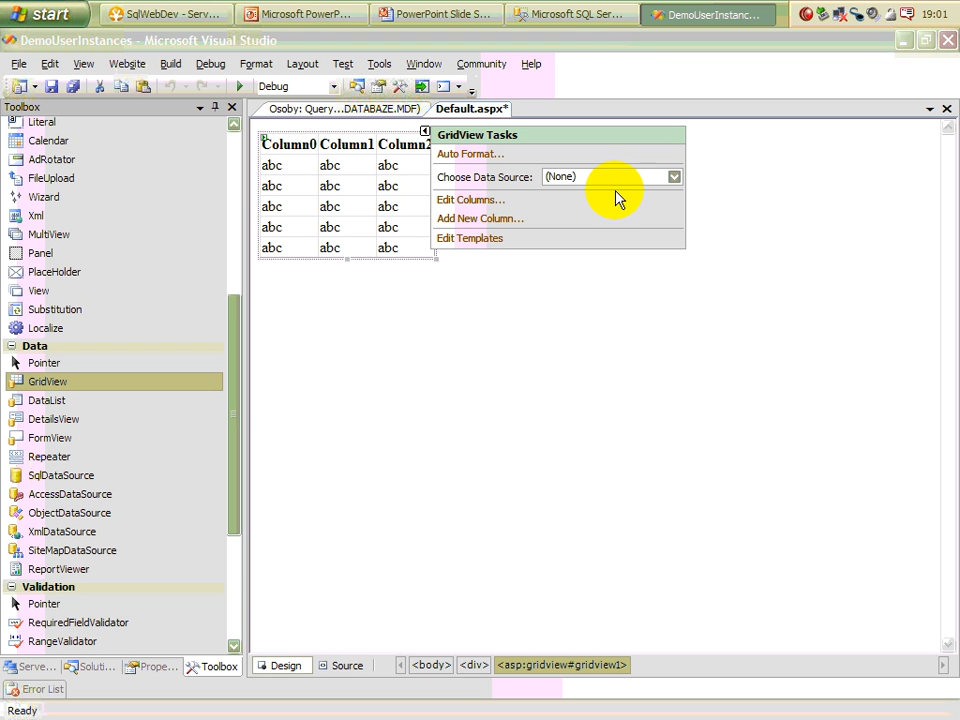 start
SqlWebDev - Serv...
Microsoft PowerP...
PowerPoint Slide S...
Microsoft SQL Ser...
DemoUserInstanc...
19:01
DemoUserInstances - Microsoft Visual Studio
File Edit View Website Build Debug Format Layout Test Tools Window Community Help
Debug
Toolbox
Osoby: Query...DATABAZE.MDF)
Default.aspx*
Literal
Calendar
AdRotator
FileUpload
Wizard
Xml
MultiView
Panel
PlaceHolder
View
Substitution
Localize
Data
Pointer
GridView
DataList
DetailsView
FormView
Repeater
SqlDataSource
AccessDataSource
ObjectDataSource
XmlDataSource
SiteMapDataSource
ReportViewer
Validation
Pointer
RequiredFieldValidator
RangeValidator
Column0 Column1 Column2
abc abc abc
abc abc abc
abc abc abc
abc abc abc
abc abc abc
GridView Tasks
Auto Format...
Choose Data Source: (None)
Edit Columns...
Add New Column...
Edit Templates
Serve... Soluti... Prope... Toolbox
Design Source <body> <div> <asp:gridview#gridview1>
Error List
Ready